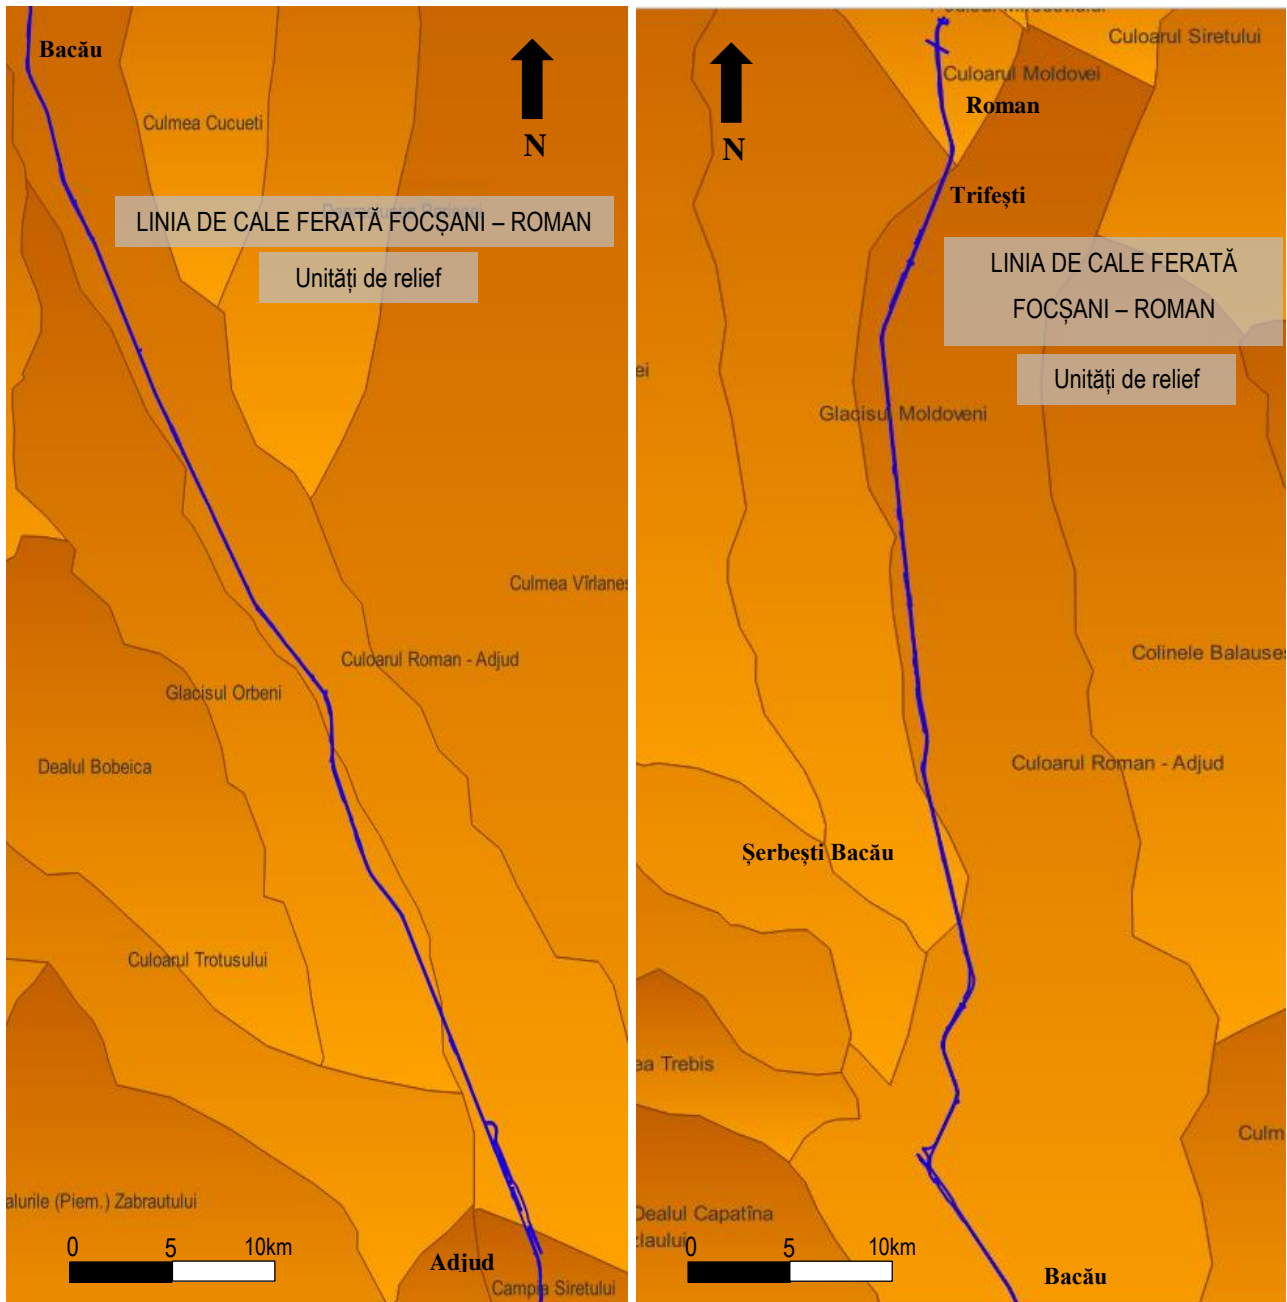 Bacău
Culmea Cucueti
N
LINIA DE CALE FERATĂ FOCȘANI – ROMAN
Unități de relief
Culmea Vîrlanes
Culoarul Roman - Adjud
Glacisul Orbeni
Dealul Bobeica
Culoarul Trotusului
alurile (Piem.) Zabrautului
0 5 10km
Adjud
Campia Siretului
Culoarul Siretului
Culoarul Moldovei
Roman
N
Trifești
LINIA DE CALE FERATĂ
FOCȘANI – ROMAN
Unități de relief
ei
Glacisul Moldoveni
Colinele Balauses
Culoarul Roman - Adjud
Șerbești Bacău
ea Trebis
Culm
Dealul Capatîna
zlaului
0 5 10km
Bacău